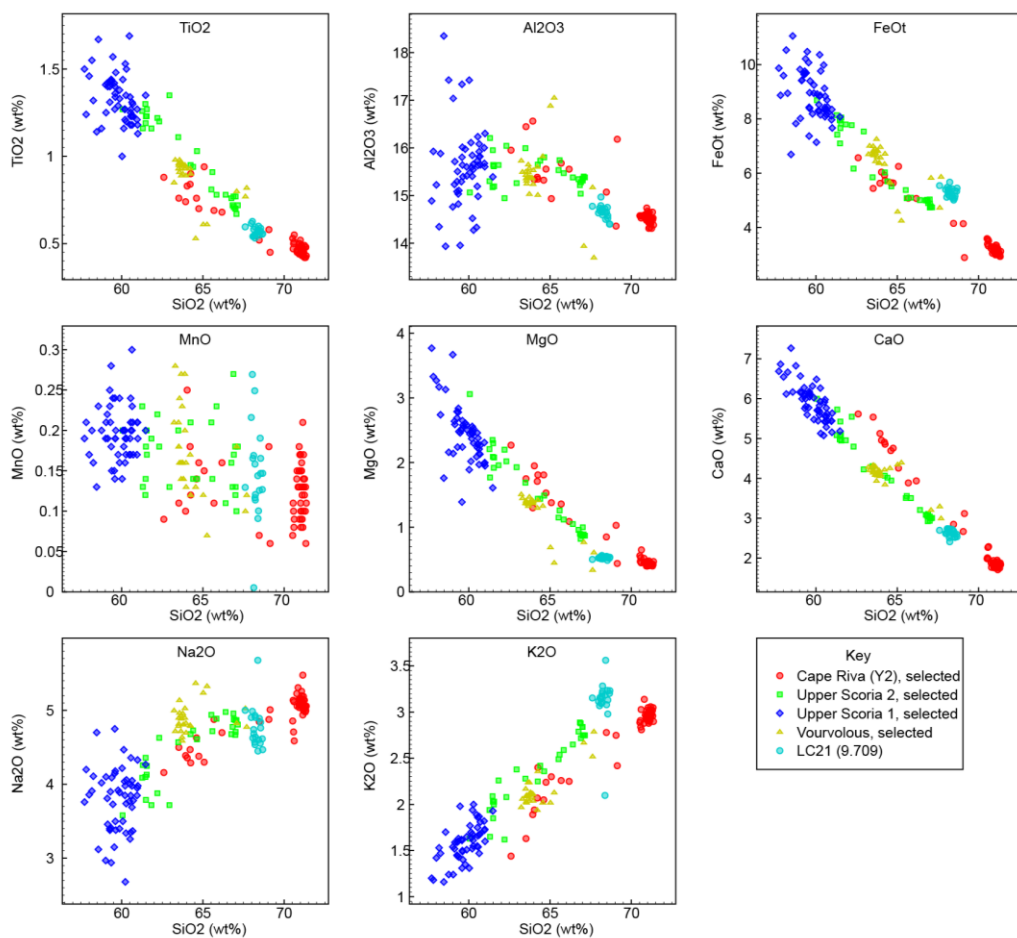 TiO2
TiO2 (wt%)
1.5
1
0.5
60
65
70
SiO2 (wt%)
Al2O3
Al2O3 (wt%)
18
17
16
15
14
60
65
70
SiO2 (wt%)
FeOt
FeOt (wt%)
10
8
6
4
60
65
70
SiO2 (wt%)
MnO
MnO (wt%)
0.3
0.25
0.2
0.15
0.1
0.05
0
60
65
70
SiO2 (wt%)
MgO
MgO (wt%)
4
3
2
1
0
60
65
70
SiO2 (wt%)
CaO
CaO (wt%)
7
6
5
4
3
2
60
65
70
SiO2 (wt%)
Na2O
Na2O (wt%)
5
4
3
60
65
70
SiO2 (wt%)
K2O
K2O (wt%)
3.5
3
2.5
2
1.5
1
60
65
70
SiO2 (wt%)
Key
Cape Riva (Y2), selected
Upper Scoria 2, selected
Upper Scoria 1, selected
Vourvolous, selected
LC21 (9.709)